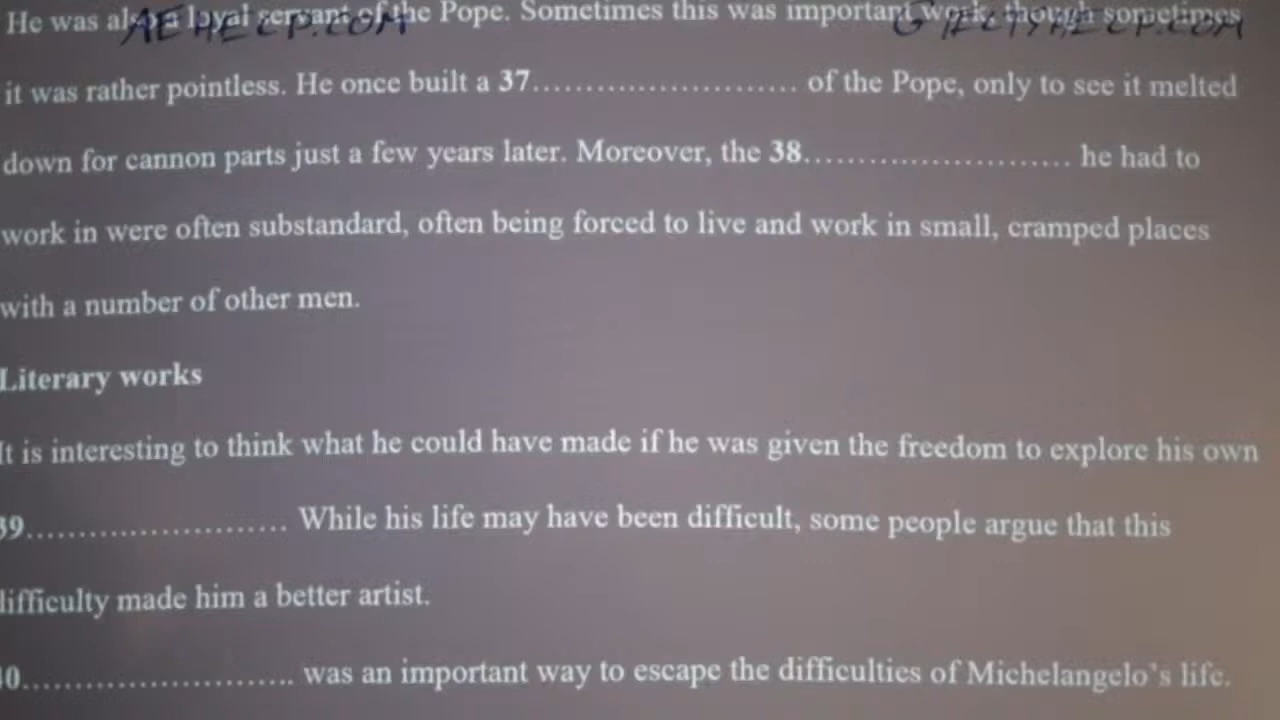 He was also a loyal servant of the Pope. Sometimes this was important work, though sometimes
AEHELP.COM
it was rather pointless. He once built a 37........................ of the Pope, only to see it melted
down for cannon parts just a few years later. Moreover, the 38........................ he had to
work in were often substandard, often being forced to live and work in small, cramped places
with a number of other men.
Literary works
It is interesting to think what he could have made if he was given the freedom to explore his own
39........................ While his life may have been difficult, some people argue that this
difficulty made him a better artist.
40........................ was an important way to escape the difficulties of Michelangelo's life.